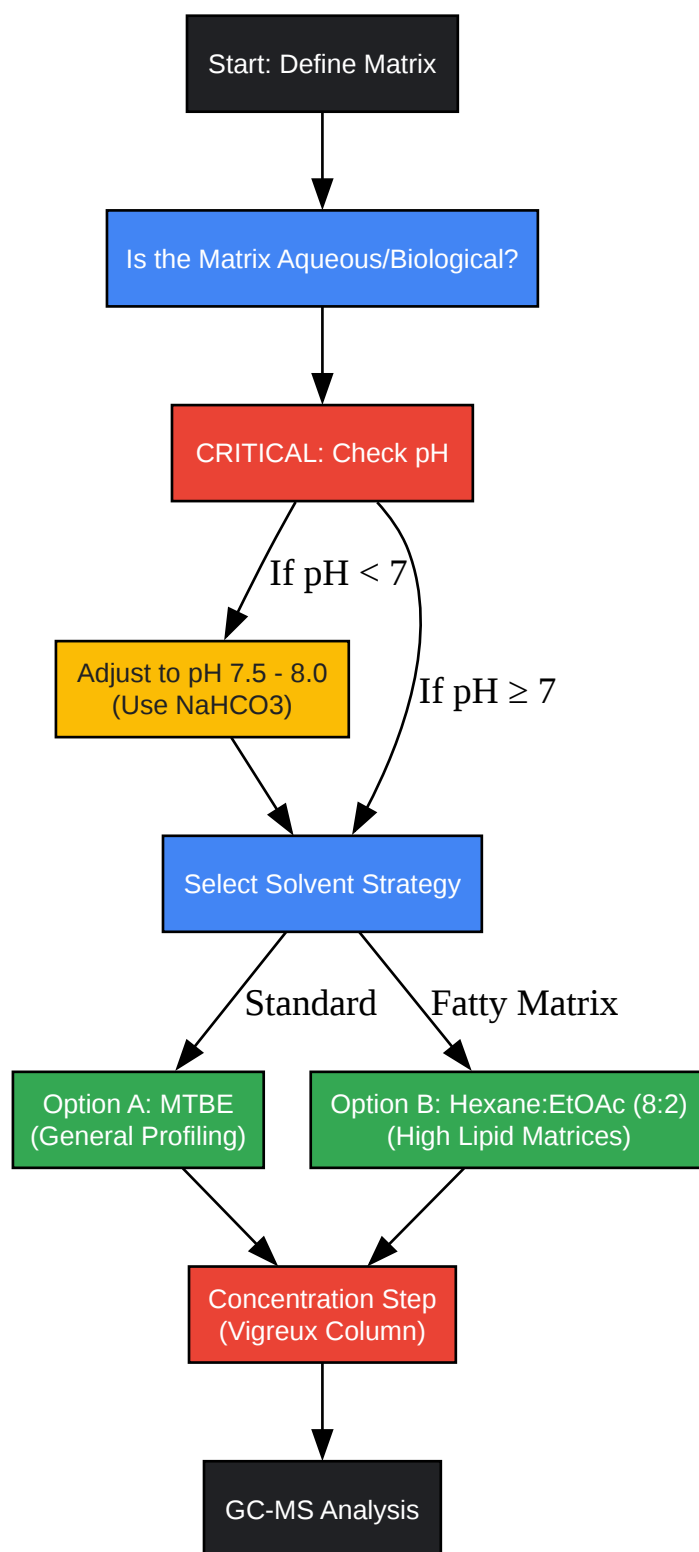 Start: Define Matrix
Is the Matrix Aqueous/Biological?
CRITICAL: Check pH
If pH < 7
Adjust to pH 7.5 - 8.0
(Use NaHCO3)
If pH ≥ 7
Select Solvent Strategy
Standard
Fatty Matrix
Option A: MTBE
(General Profiling)
Option B: Hexane:EtOAc (8:2)
(High Lipid Matrices)
Concentration Step
(Vigreux Column)
GC-MS Analysis